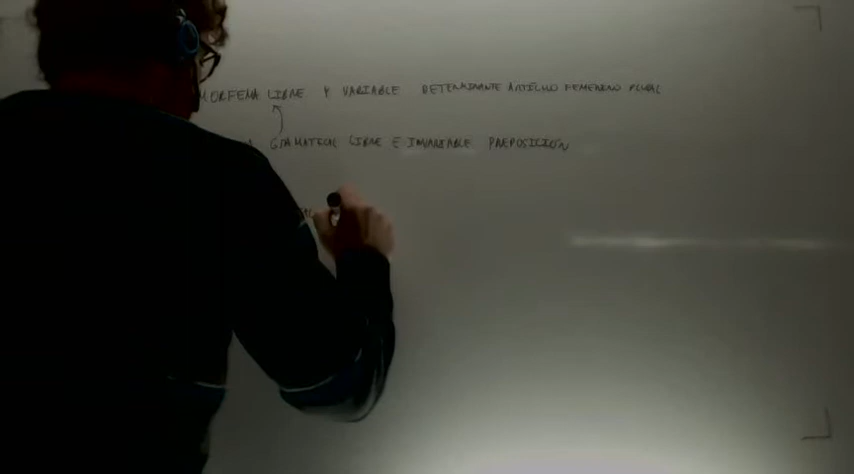 MORFEMA LIBRE Y VARIABLE DETERMINANTE ARTÍCULO FEMENINO PLURAL
GRAMATICAL LIBRE E INVARIABLE PREPOSICIÓN